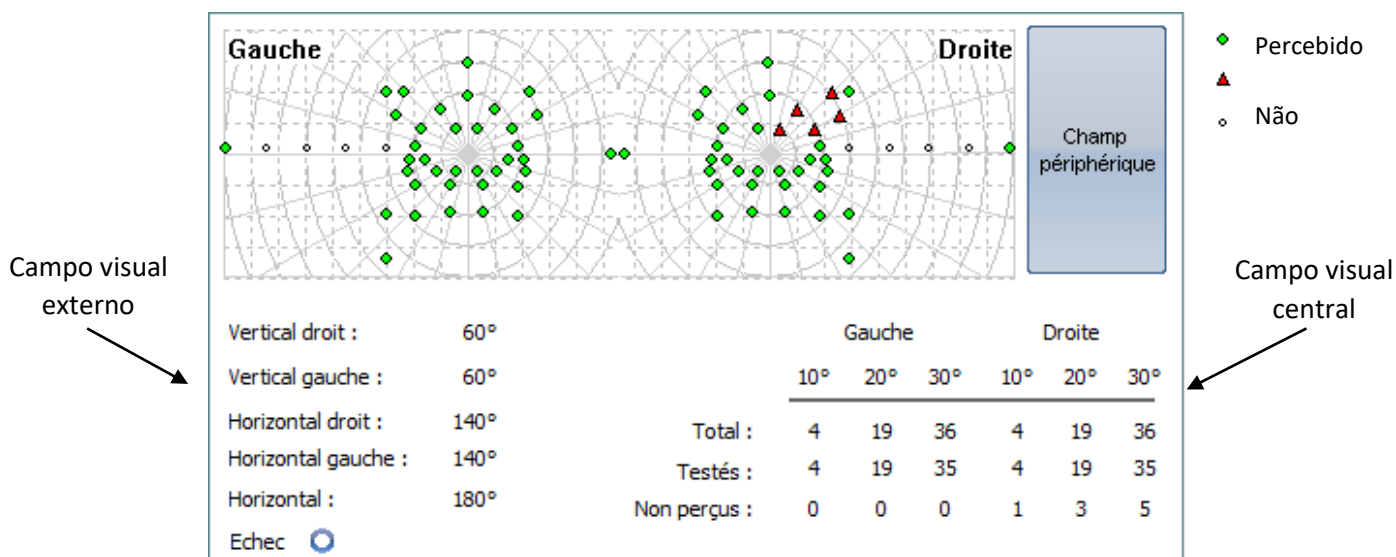 Gauche
Droite
Champ
périphérique
Percebido
Não
Campo visual
externo
Campo visual
central
Vertical droit : 60°
Vertical gauche : 60°
Horizontal droit : 140°
Horizontal gauche : 140°
Horizontal : 180°
Echec
Gauche Droite
10° 20° 30° 10° 20° 30°
Total : 4 19 36 4 19 36
Testés : 4 19 35 4 19 35
Non perçus : 0 0 0 1 3 5